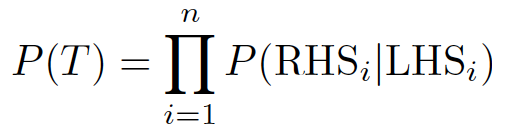 P(T) = ∏_{i=1}^{n} P(RHS_i|LHS_i)